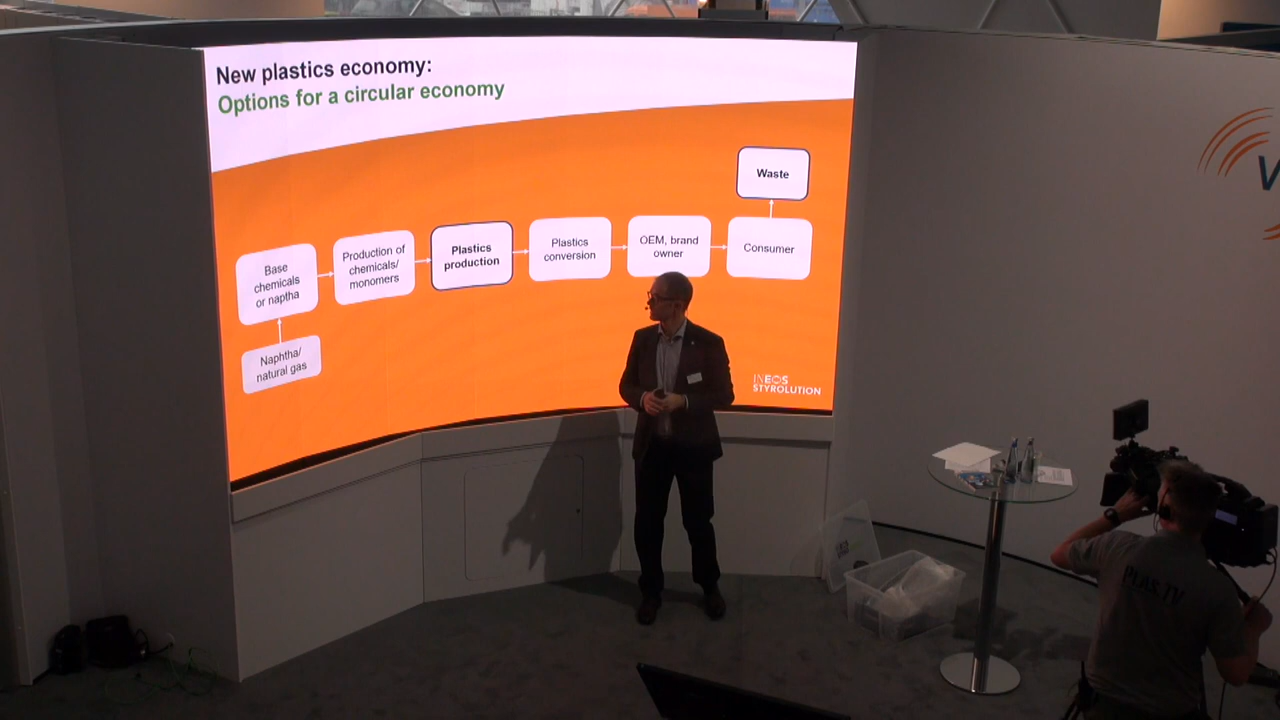 New plastics economy:
Options for a circular economy
Waste
Base
chemicals
or naptha
Production of
chemicals/
monomers
Plastics
production
Plastics
conversion
OEM, brand
owner
Consumer
Naphtha/
natural gas
INEOS
STYROLUTION